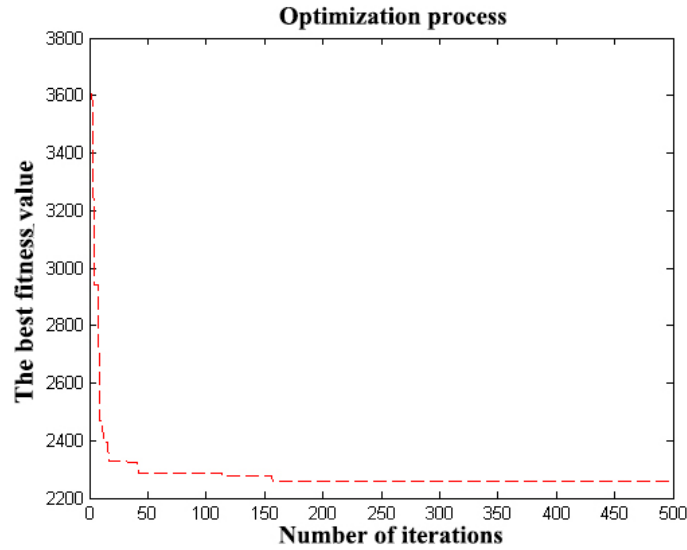 Optimization process
3800
3600
3400
3200
3000
2800
2600
2400
2200
The best fitness value
0 50 100 150 200 250 300 350 400 450 500
Number of iterations